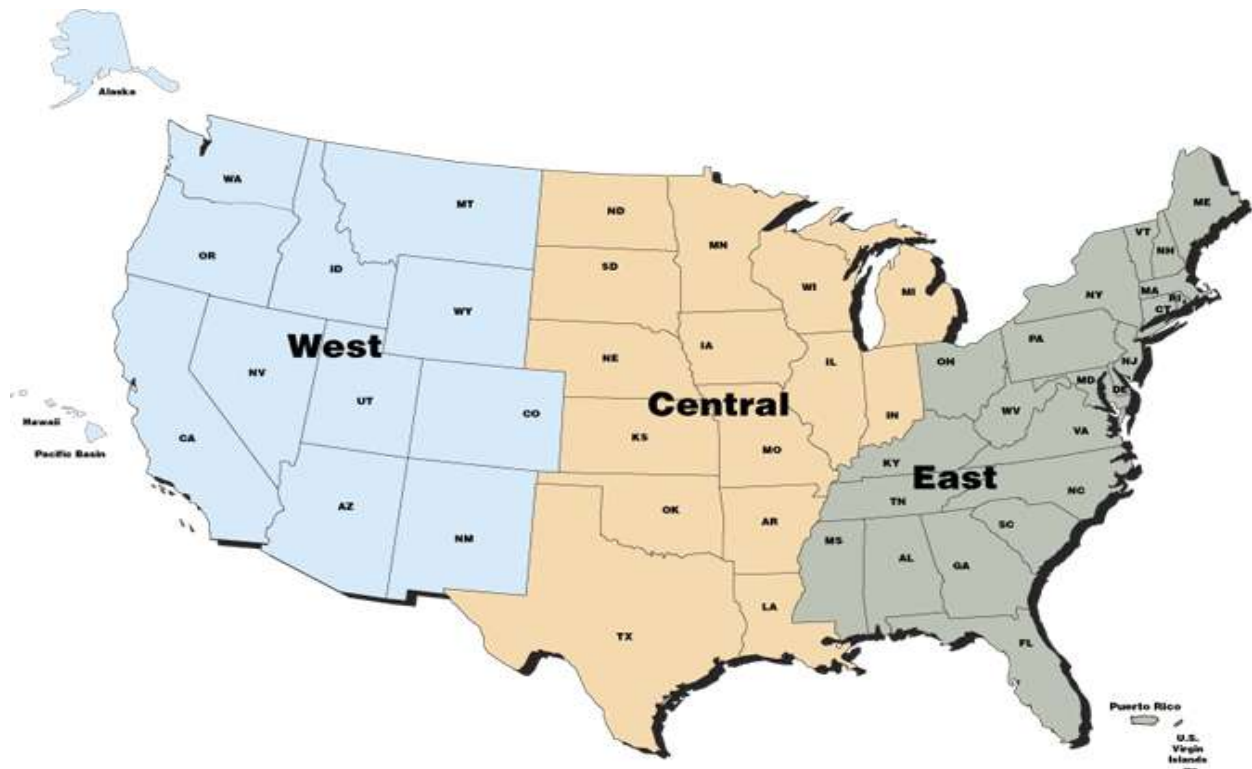 Alaska
WA
MT
ND
ME
VT
MN
NH
OR
ID
SD
WI
MI
NY
MA
RI
CT
WY
West
IA
PA
NE
IL
OH
NJ
NV
MD
DE
UT
Central
CO
IN
WV
Hawaii
VA
CA
KS
MO
Pacific Basin
KY
East
NC
TN
AZ
OK
AR
SC
NM
MS
AL
GA
LA
TX
FL
Puerto Rico
U.S.
Virgin
Islands